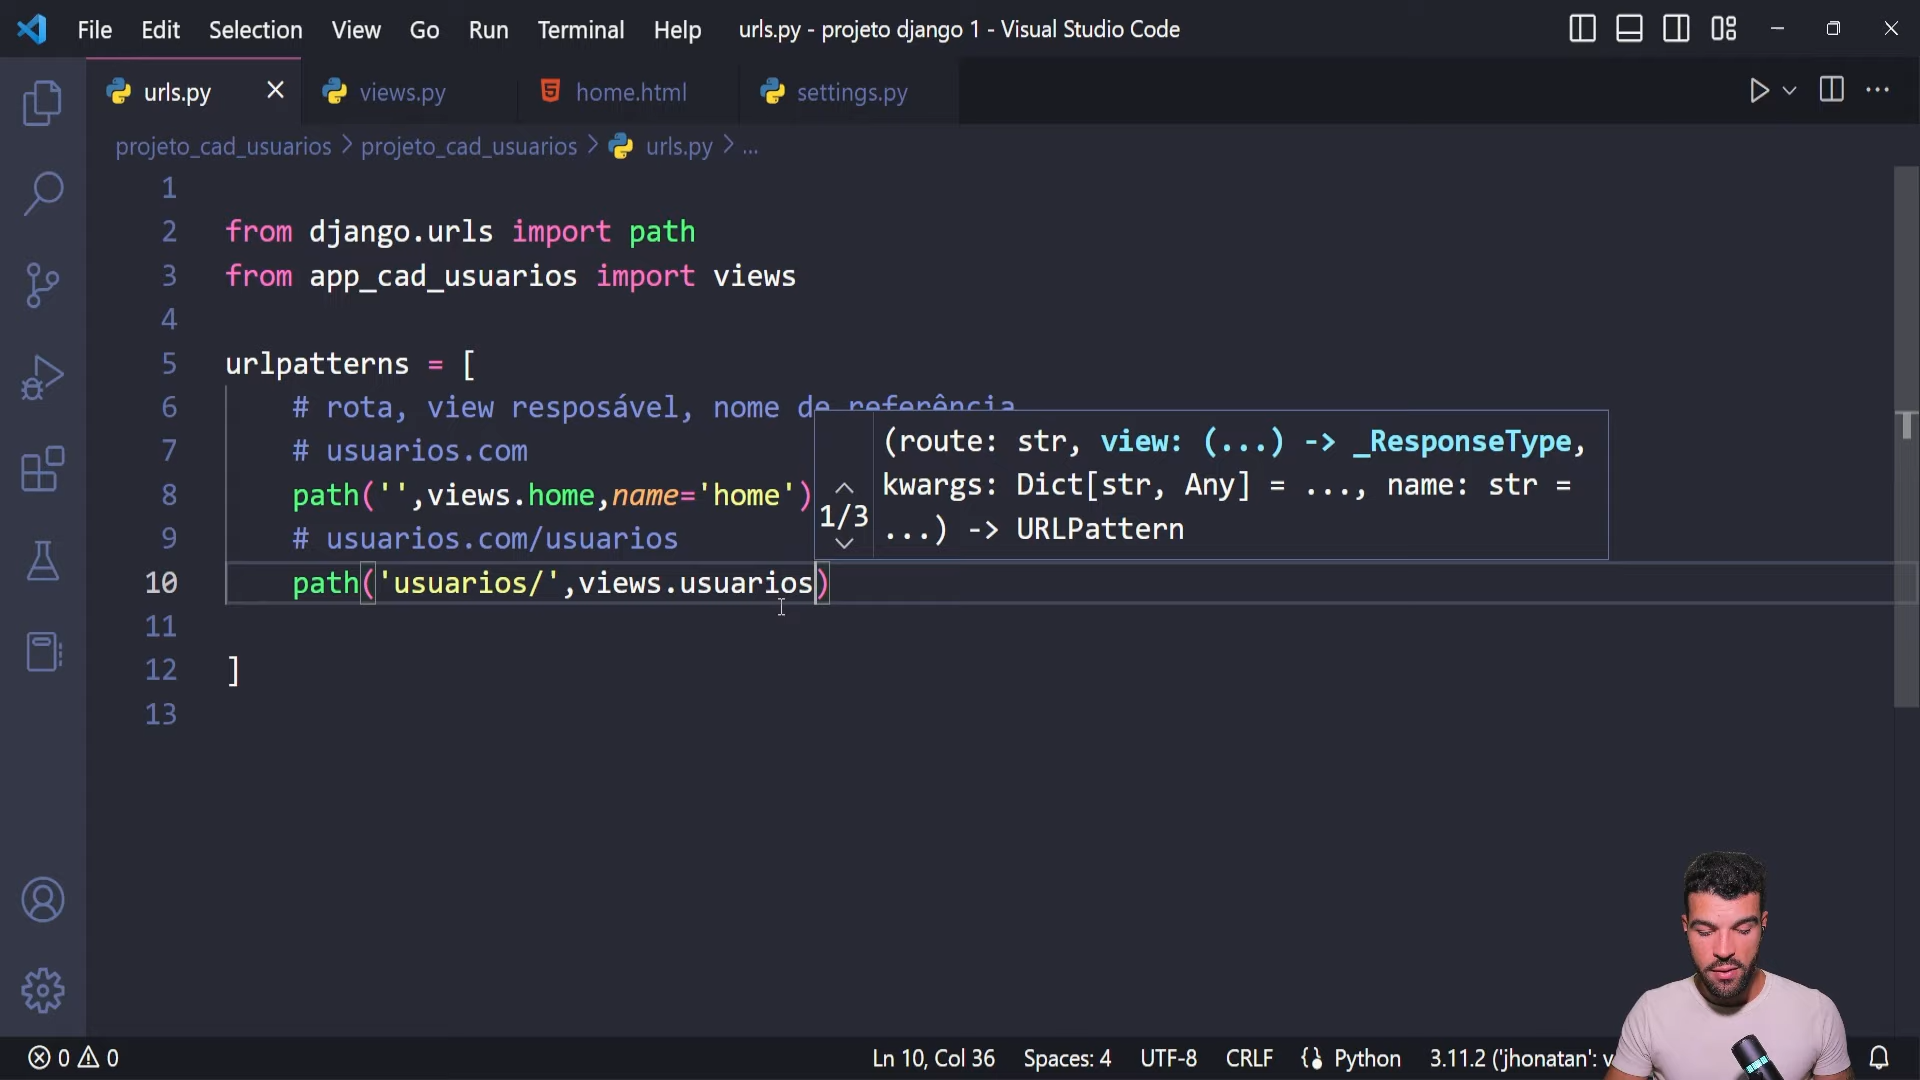 File Edit Selection View Go Run Terminal Help urls.py - projeto django 1 - Visual Studio Code
urls.py views.py home.html settings.py
projeto_cad_usuarios > projeto_cad_usuarios > urls.py > ...
1
2 from django.urls import path
3 from app_cad_usuarios import views
4
5 urlpatterns = [
6 # rota, view resposável, nome de referência
(route: str, view: (...) -> _ResponseType,
7 # usuarios.com
kwargs: Dict[str, Any] = ..., name: str =
8 path('',views.home,name='home')
1/3
...) -> URLPattern
9 # usuarios.com/usuarios
10 path('usuarios/',views.usuarios)
11
12 ]
13
0 0 Ln 10, Col 36 Spaces: 4 UTF-8 CRLF Python 3.11.2 ('jhonatan': v